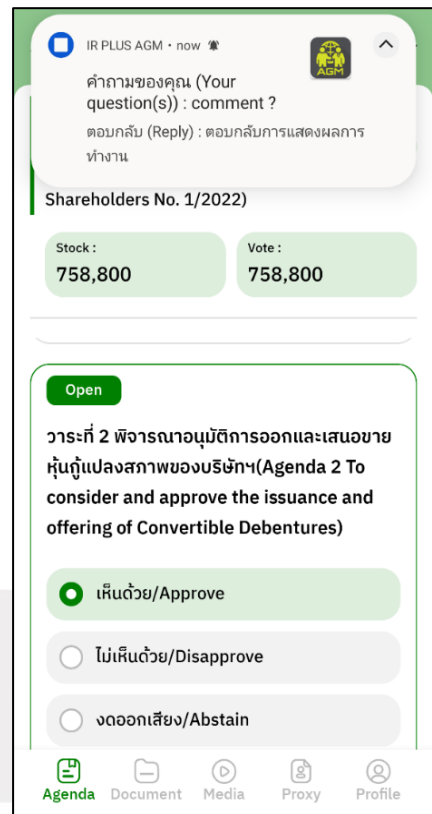 IR PLUS AGM • now
AGM
คำถามของคุณ (Your
question(s)) : comment ?
ตอบกลับ (Reply) : ตอบกลับการแสดงผลการ
ทำงาน
Shareholders No. 1/2022)
Stock :
758,800
Vote :
758,800
Open
วาระที่ 2 พิจารณาอนุมัติการออกและเสนอขาย
หุ้นกู้แปลงสภาพของบริษัทฯ(Agenda 2 To
consider and approve the issuance and
offering of Convertible Debentures)
เห็นด้วย/Approve
ไม่เห็นด้วย/Disapprove
งดออกเสียง/Abstain
Agenda Document Media Proxy Profile